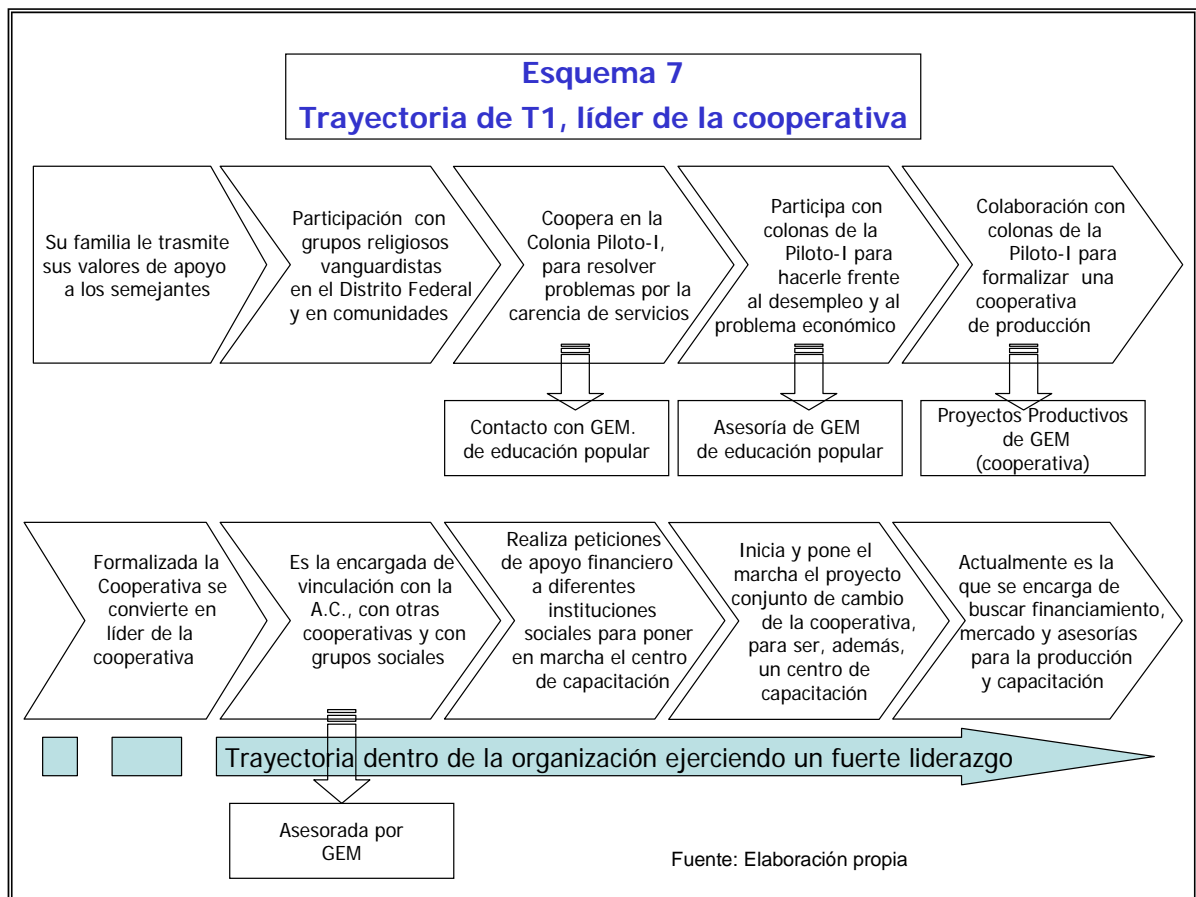 Esquema 7
Trayectoria de T1, líder de la cooperativa
Su familia le trasmite
sus valores de apoyo
a los semejantes
Participación con
grupos religiosos
vanguardistas
en el Distrito Federal
y en comunidades
Coopera en la
Colonia Piloto-I,
para resolver
problemas por la
carencia de servicios
Participa con
colonas de la
Piloto-I para
hacerle frente
al desempleo y al
problema económico
Colaboración con
colonas de la
Piloto-I para
formalizar una
cooperativa
de producción
Contacto con GEM.
de educación popular
Asesoría de GEM
de educación popular
Proyectos Productivos
de GEM
(cooperativa)
Formalizada la
Cooperativa se
convierte en
líder de la
cooperativa
Es la encargada de
vinculación con la
A.C., con otras
cooperativas y con
grupos sociales
Realiza peticiones
de apoyo financiero
a diferentes
instituciones
sociales para poner
en marcha el centro
de capacitación
Inicia y pone el
marcha el proyecto
conjunto de cambio
de la cooperativa,
para ser, además,
un centro de
capacitación
Actualmente es la
que se encarga de
buscar financiamiento,
mercado y asesorías
para la producción
y capacitación
Trayectoria dentro de la organización ejerciendo un fuerte liderazgo
Asesorada por
GEM
Fuente: Elaboración propia